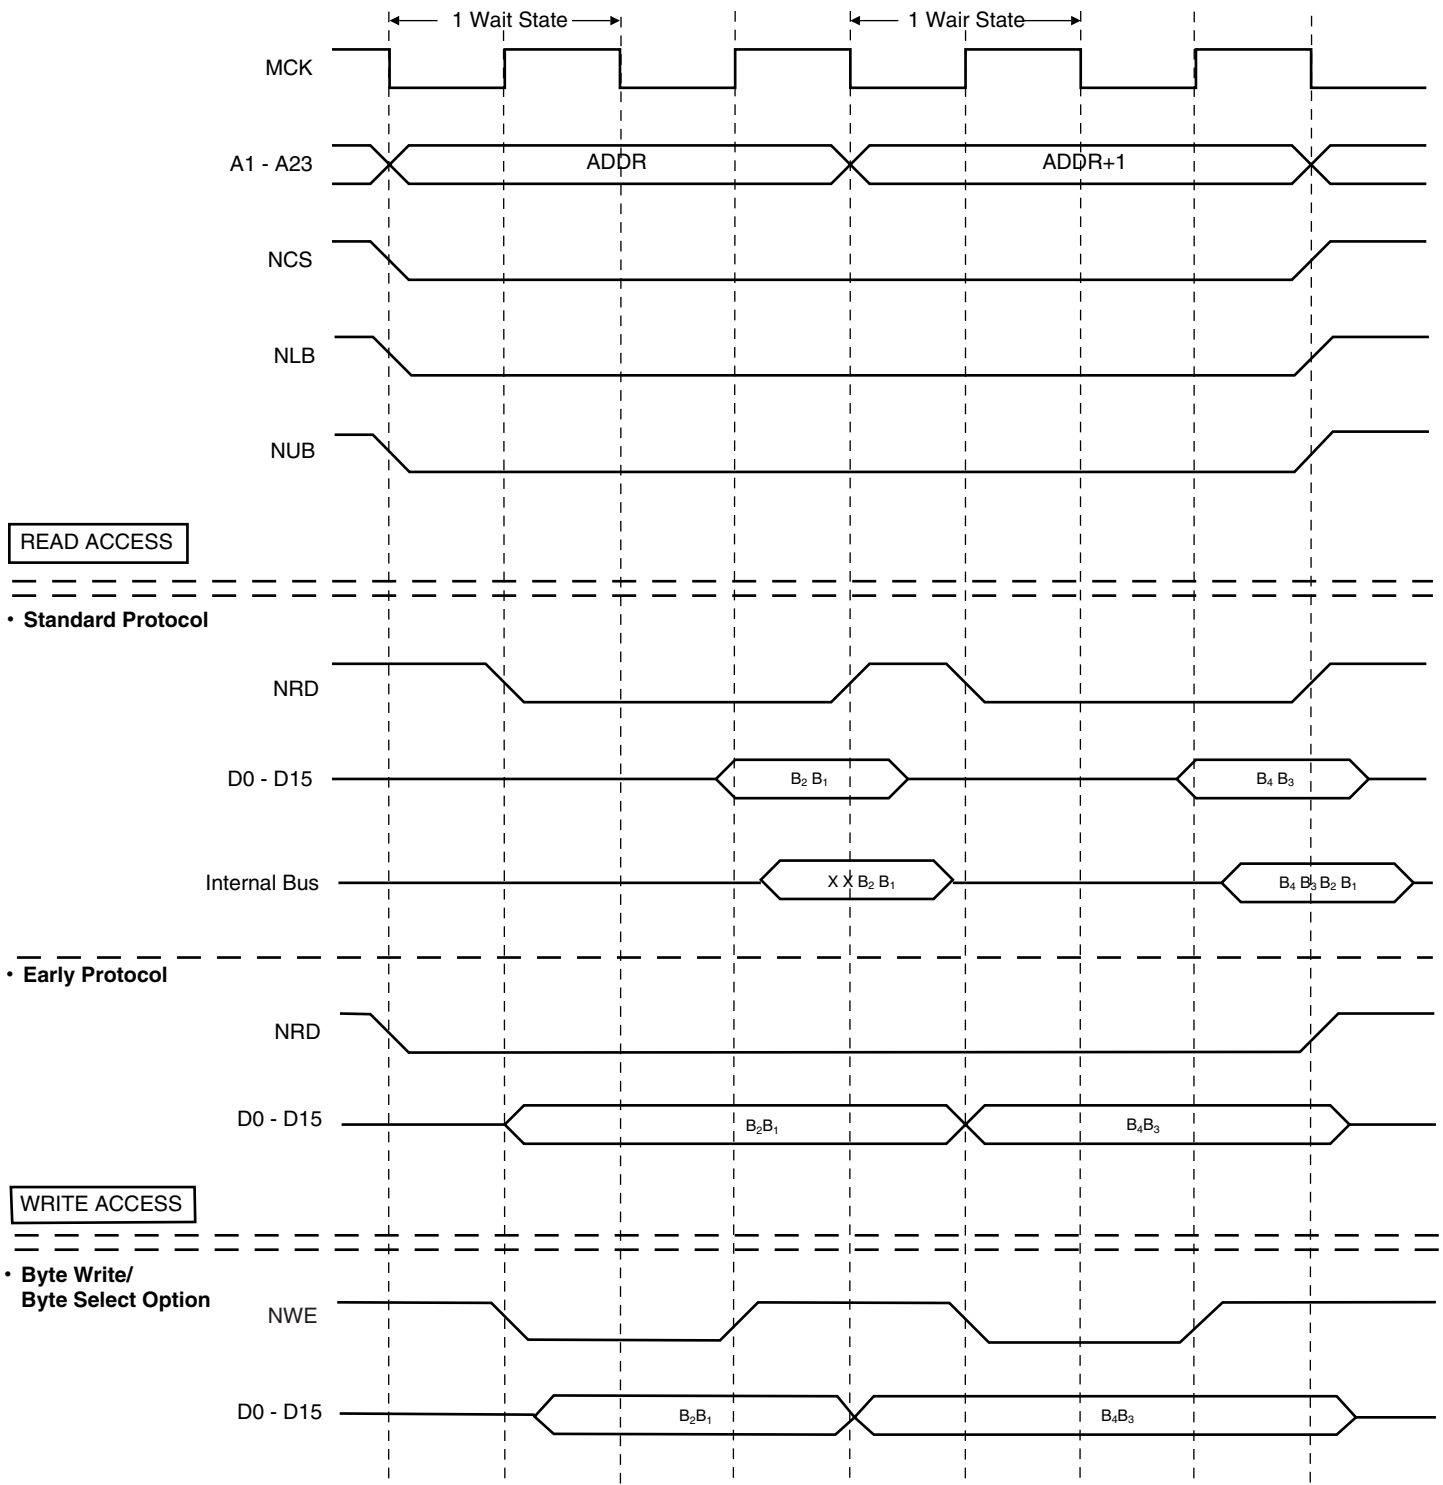 1 Wait State 1 Wair State
MCK
A1 - A23 ADDR ADDR+1
NCS
NLB
NUB
READ ACCESS
• Standard Protocol
NRD
D0 - D15 B₂ B₁ B₄ B₃
Internal Bus X X B₂ B₁ B₄ B₃ B₂ B₁
• Early Protocol
NRD
D0 - D15 B₂B₁ B₄B₃
WRITE ACCESS
• Byte Write/
Byte Select Option
NWE
D0 - D15 B₂B₁ B₄B₃